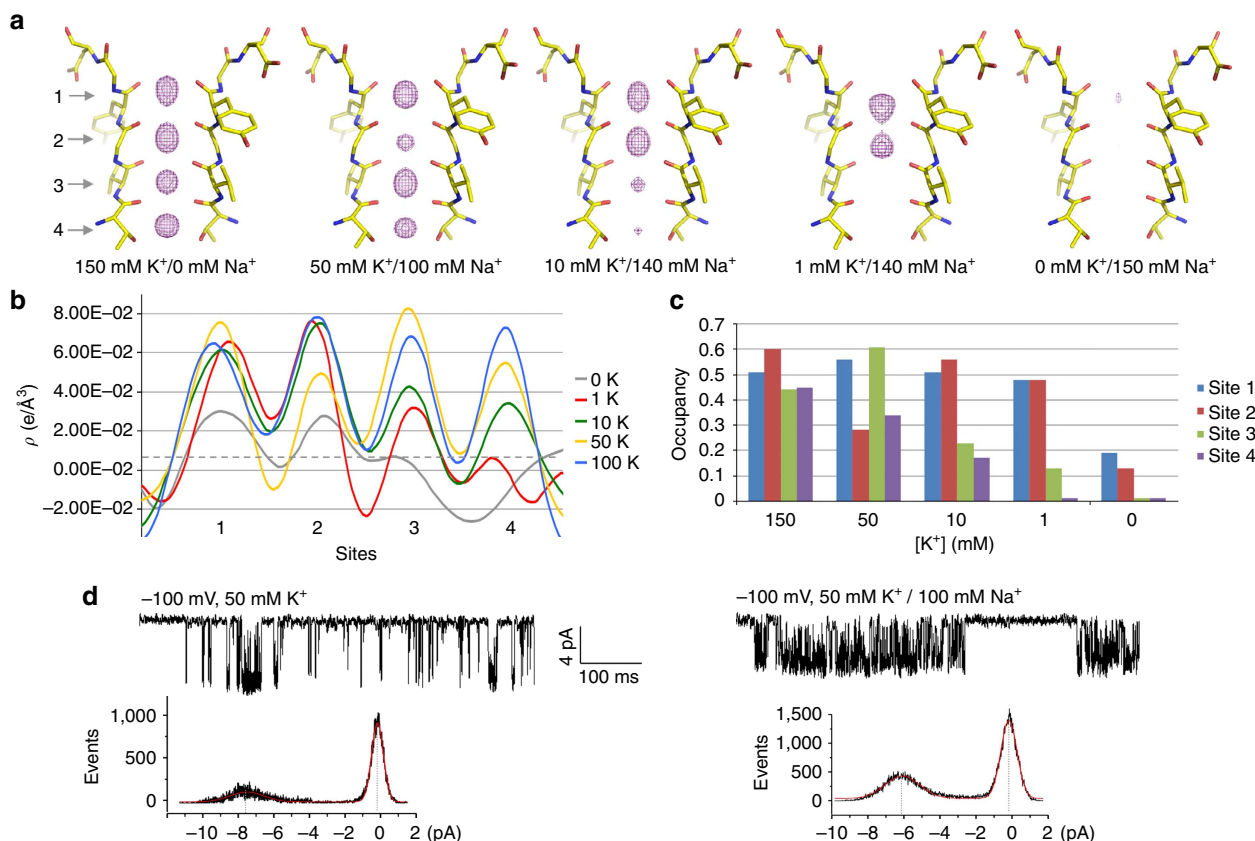 a
1
2
3
4
150 mM K⁺/0 mM Na⁺
50 mM K⁺/100 mM Na⁺
10 mM K⁺/140 mM Na⁺
1 mM K⁺/140 mM Na⁺
0 mM K⁺/150 mM Na⁺
b
ρ (e/Å³)
8.00E−02
6.00E−02
4.00E−02
2.00E−02
0.00E−02
−2.00E−02
1 2 3 4
Sites
0 K
1 K
10 K
50 K
100 K
c
Occupancy
0.7
0.6
0.5
0.4
0.3
0.2
0.1
0
150 50 10 1 0
[K⁺] (mM)
Site 1
Site 2
Site 3
Site 4
d
−100 mV, 50 mM K⁺
4 pA
100 ms
Events
1,000
500
0
−10 −8 −6 −4 −2 0 2 (pA)
−100 mV, 50 mM K⁺ / 100 mM Na⁺
Events
1,500
1,000
500
0
−10 −8 −6 −4 −2 0 2 (pA)